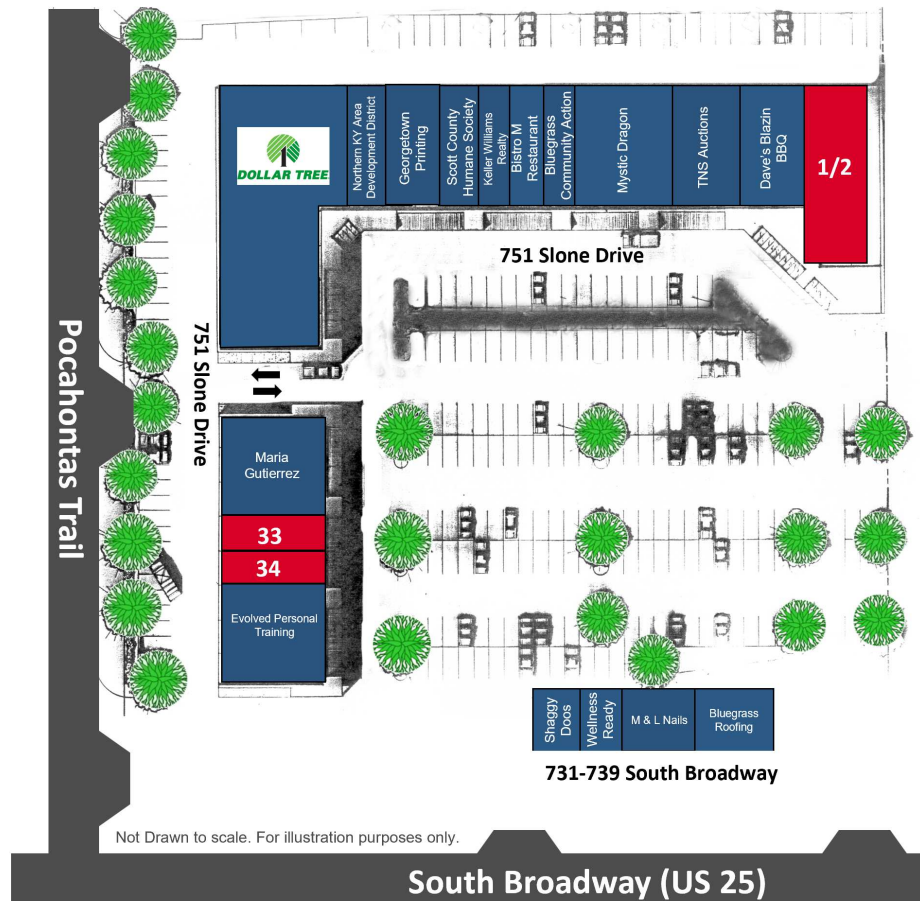 DOLLAR TREE
Northern KY Area
Development District
Georgetown
Printing
Scott County
Humane Society
Keller Williams
Realty
Bistro M
Restaurant
Bluegrass
Community Action
Mystic Dragon
TNS Auctions
Dave's Blazin
BBQ
1/2
751 Slone Drive
751 Slone Drive
Pocahontas Trail
Maria
Gutierrez
33
34
Evolved Personal
Training
Shaggy
Doos
Wellness
Ready
M & L Nails
Bluegrass
Roofing
731-739 South Broadway
Not Drawn to scale. For illustration purposes only.
South Broadway (US 25)